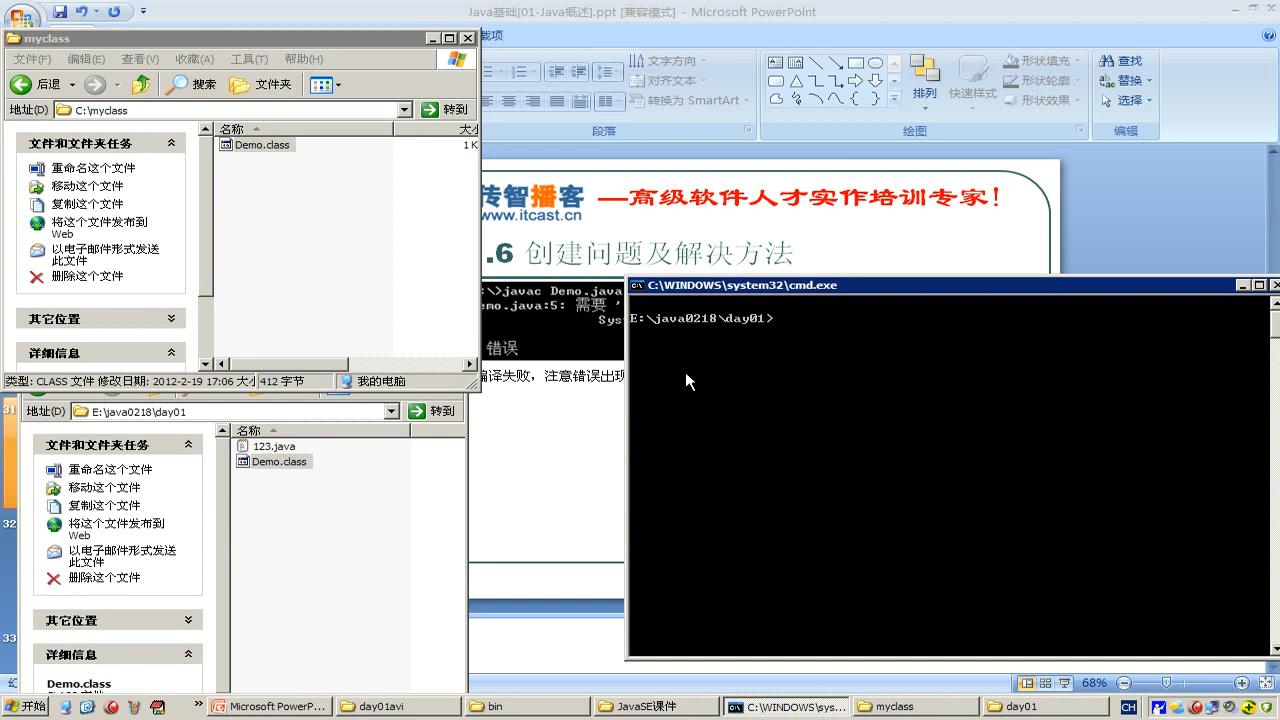 Java基础[01-Java概述].ppt [兼容模式] - Microsoft PowerPoint
myclass
文件(F) 编辑(E) 查看(V) 收藏(A) 工具(T) 帮助(H)
后退 搜索 文件夹
地址(D) C:\myclass 转到
文件和文件夹任务
重命名这个文件
移动这个文件
复制这个文件
将这个文件发布到
Web
以电子邮件形式发送
此文件
删除这个文件
其它位置
详细信息
名称
Demo.class 1 K
类型: CLASS 文件 修改日期: 2012-2-19 17:06 412 字节 我的电脑
文字方向
对齐文本
转换为 SmartArt
段落
排列
快速样式
形状填充
形状轮廓
形状效果
绘图
查找
替换
选择
编辑
传智播客 —高级软件人才实作培训专家!
www.itcast.cn
.6 创建问题及解决方法
:\>javac Demo.java
emo.java:5: 需要 '
Sys
错误
编译失败，注意错误出现
C:\WINDOWS\system32\cmd.exe
E:\java0218\day01>
地址(D) E:\java0218\day01 转到
文件和文件夹任务
重命名这个文件
移动这个文件
复制这个文件
将这个文件发布到
Web
以电子邮件形式发送
此文件
删除这个文件
其它位置
详细信息
Demo.class
名称
123.java
Demo.class
31
32
33
68%
开始 Microsoft PowerP... day01avi bin JavaSE课件 C:\WINDOWS\sys... myclass day01 CH